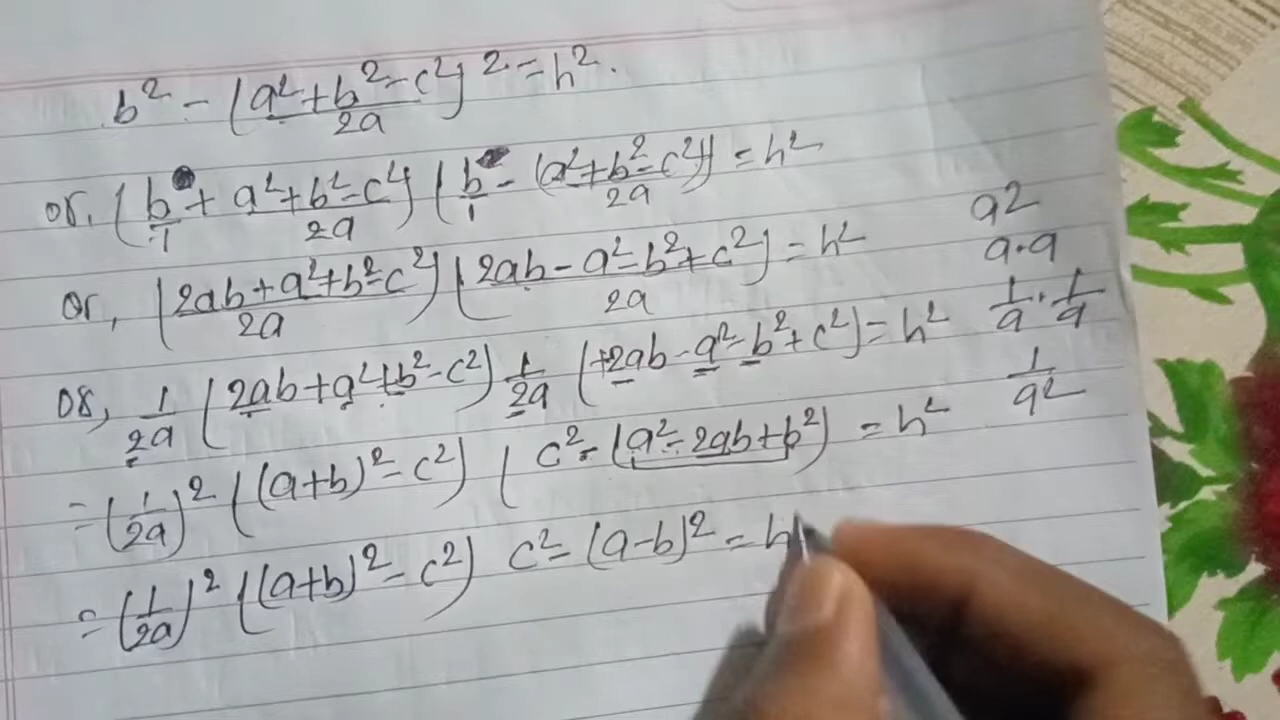 b² - (a²+b²-c²/2a)² = h².
or, (b/1 + a²+b²-c²/2a) (b/1 - (a²+b²-c²)/2a) = h²
or, (2ab+a²+b²-c²/2a) (2ab-a²-b²+c²/2a) = h²
or, 1/2a (2ab+a²+b²-c²) 1/2a (+2ab-a²-b²+c²) = h²
= (1/2a)² ((a+b)²-c²) (c²-(a²-2ab+b²) = h²
= (1/2a)² ((a+b)²-c²) c²-(a-b)² = h
a2
a·a
1/a · 1/a
1/a²